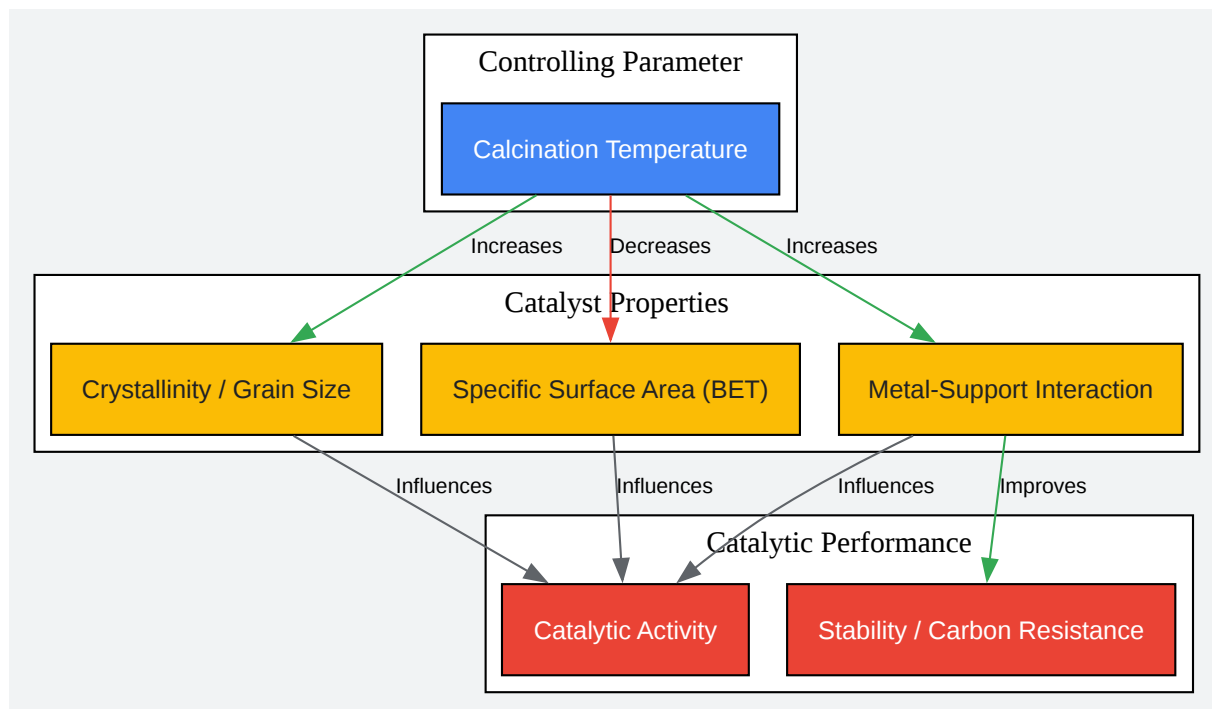 Controlling Parameter
Calcination Temperature
Increases
Decreases
Increases
Catalyst Properties
Crystallinity / Grain Size
Specific Surface Area (BET)
Metal-Support Interaction
Influences
Influences
Influences
Improves
Catalytic Performance
Catalytic Activity
Stability / Carbon Resistance